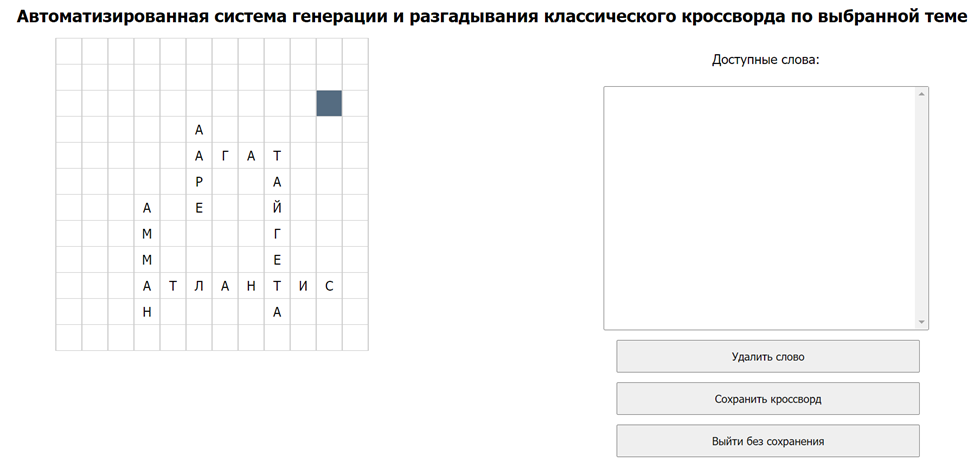 Автоматизированная система генерации и разгадывания классического кроссворда по выбранной теме
Доступные слова:
А
А Г А Т
Р А
А Е Й
М Г
М Е
А Т Л А Н Т И С
Н А
Удалить слово
Сохранить кроссворд
Выйти без сохранения